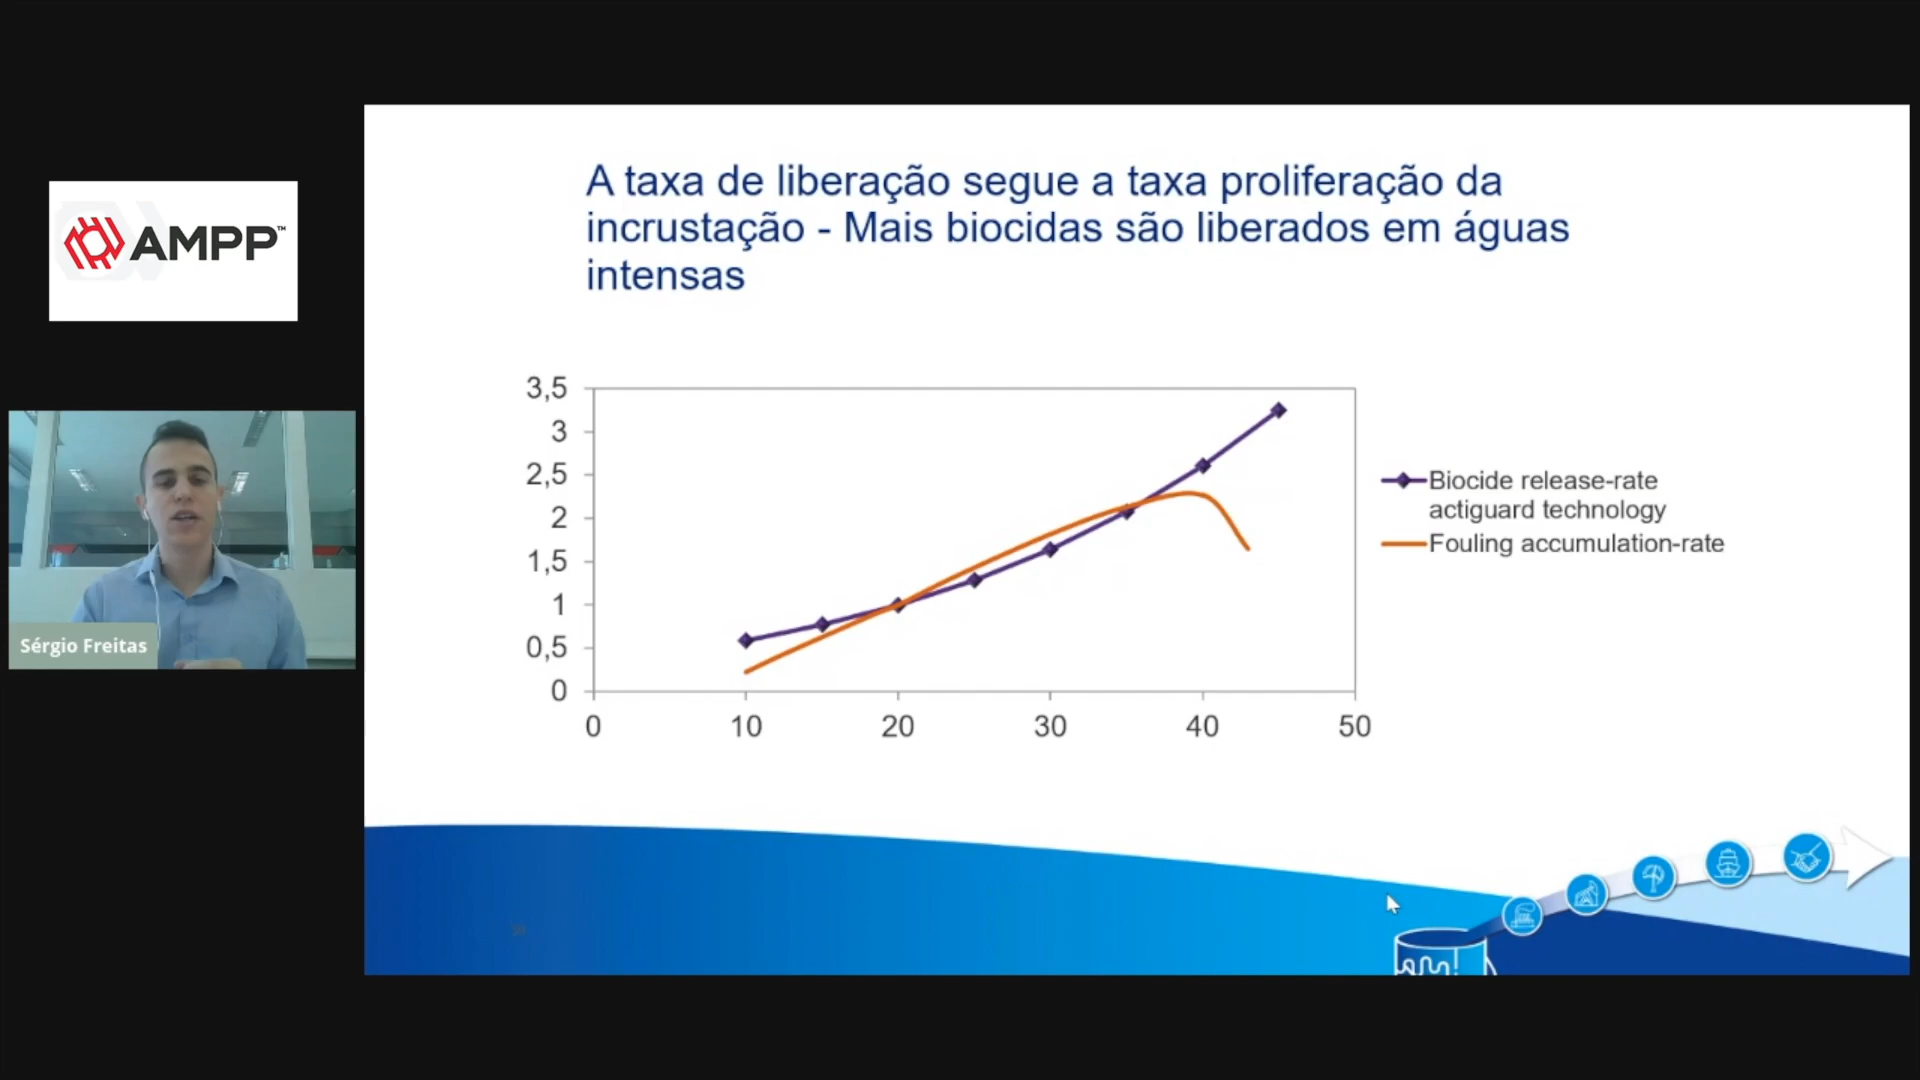 AMPP™
Sérgio Freitas
A taxa de liberação segue a taxa proliferação da
incrustação - Mais biocidas são liberados em águas
intensas
3,5
3
2,5
2
1,5
1
0,5
0
0 10 20 30 40 50
Biocide release-rate
actiguard technology
Fouling accumulation-rate